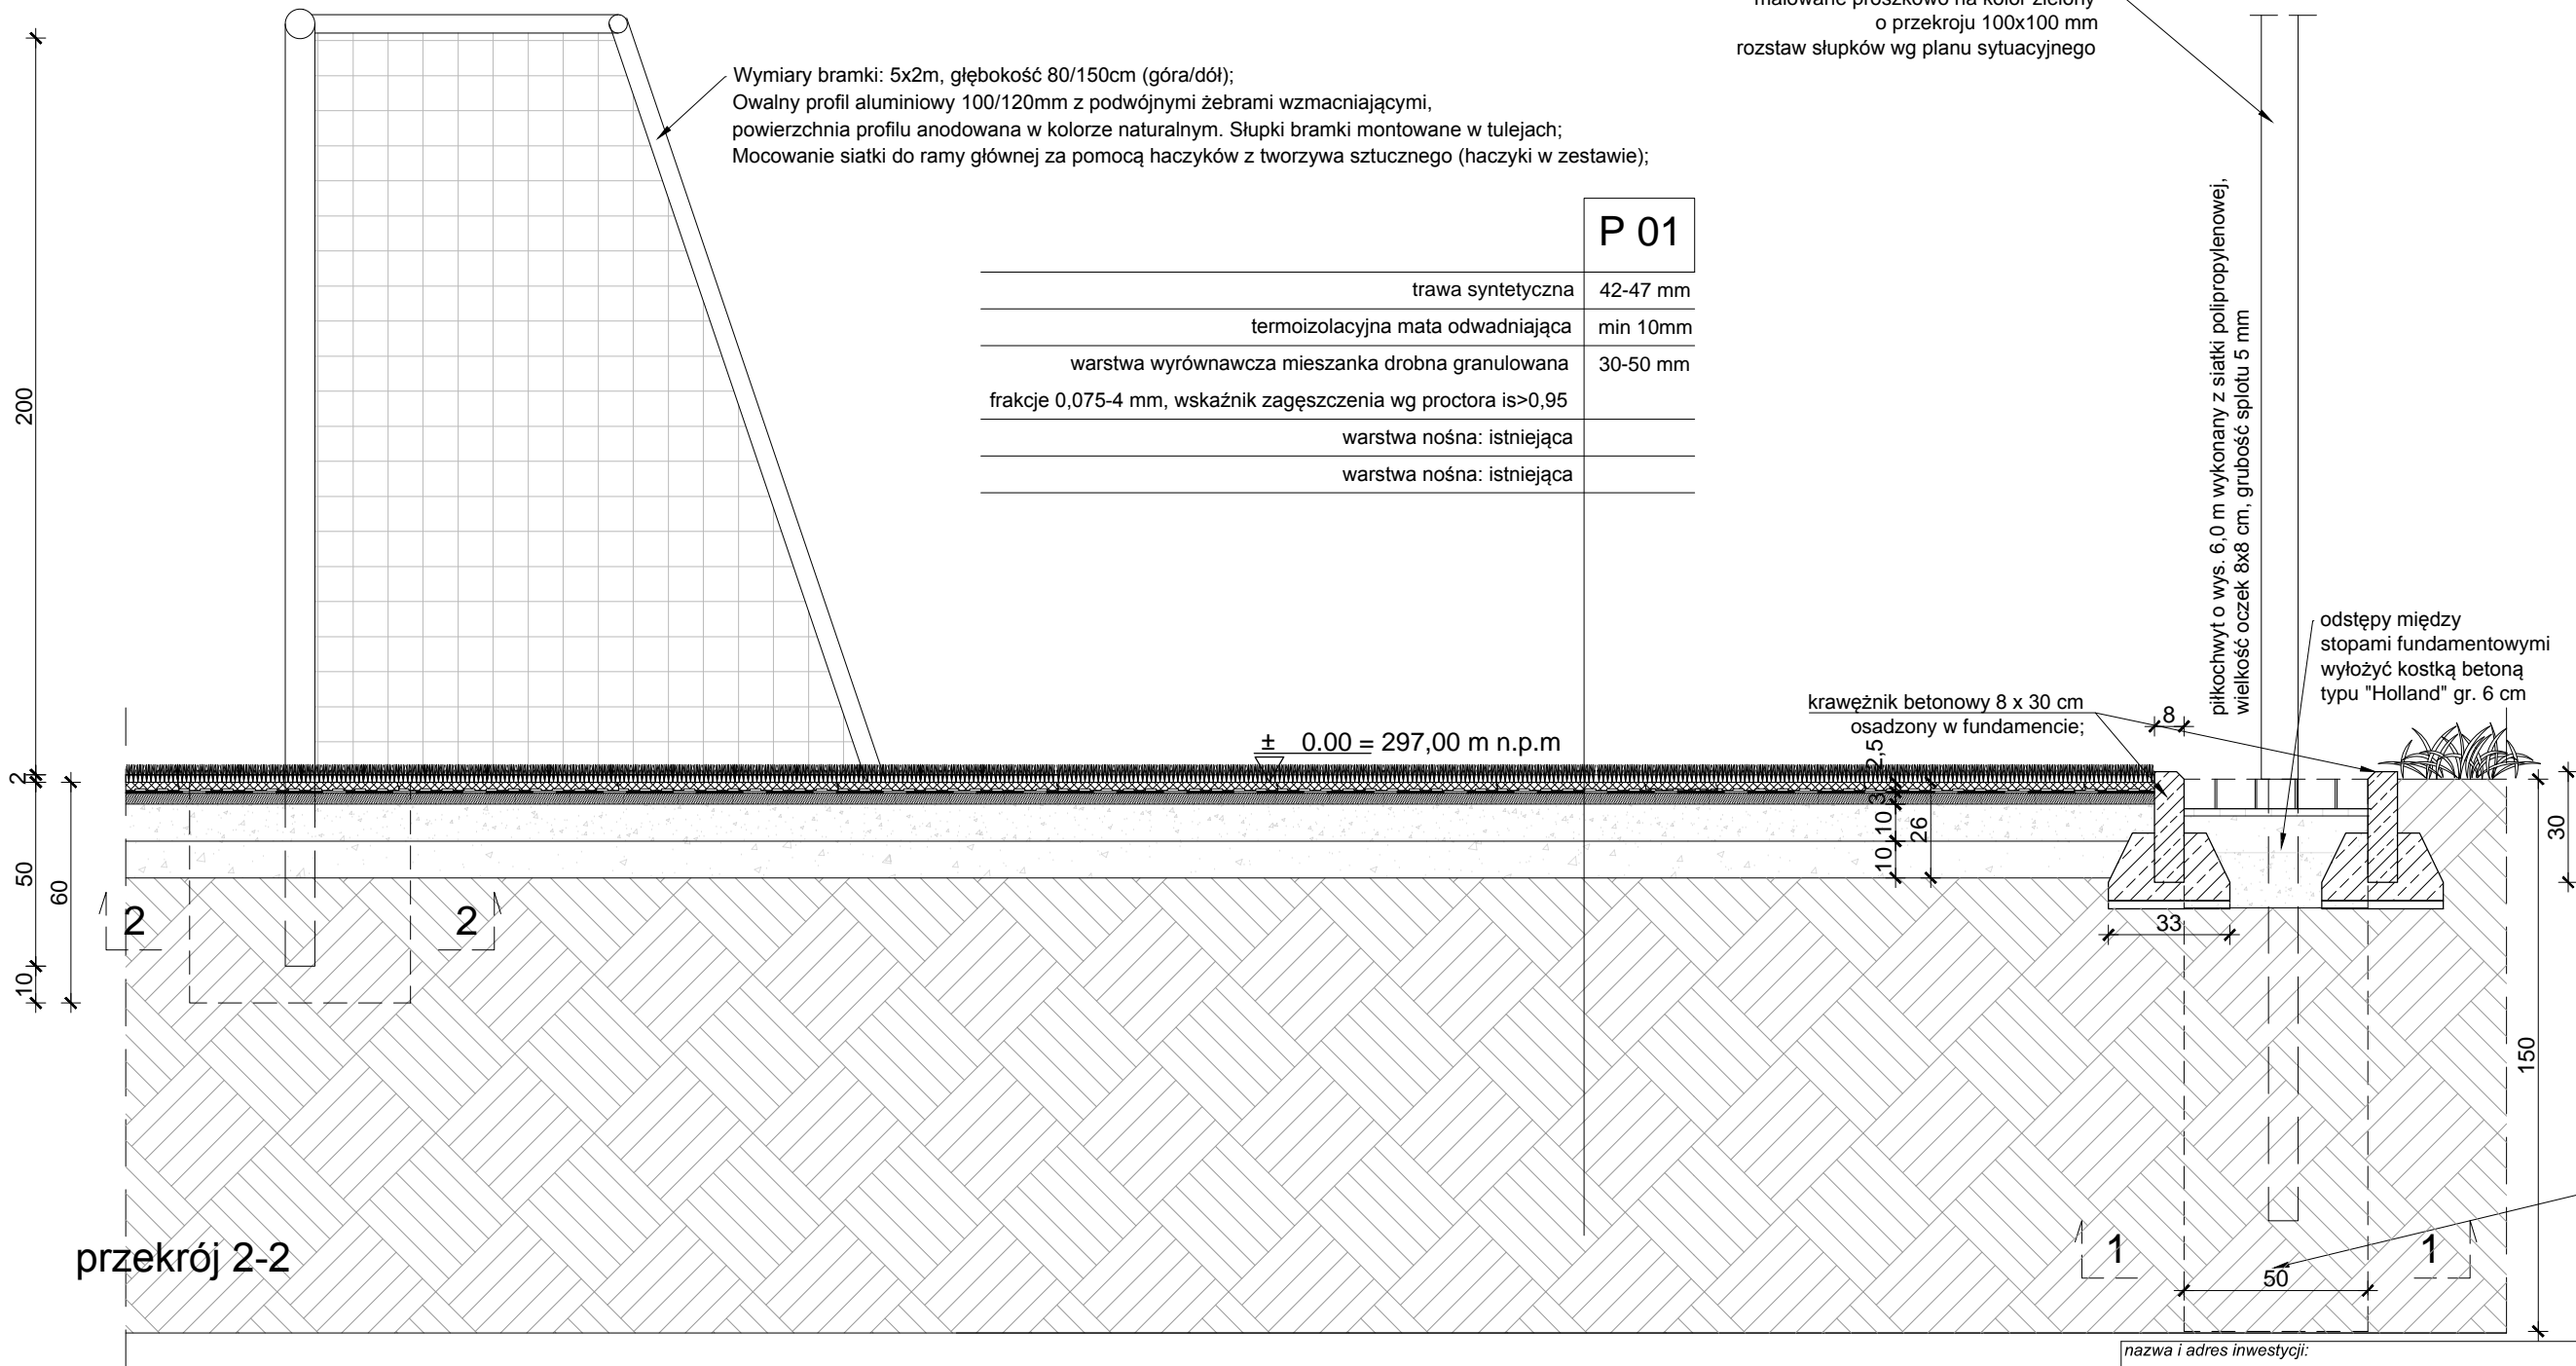 malowane proszkowo na kolor zielony
o przekroju 100x100 mm
rozstaw słupków wg planu sytuacyjnego
Wymiary bramki: 5x2m, głębokość 80/150cm (góra/dół);
Owalny profil aluminiowy 100/120mm z podwójnymi żebrami wzmacniającymi,
powierzchnia profilu anodowana w kolorze naturalnym. Słupki bramki montowane w tulejach;
Mocowanie siatki do ramy głównej za pomocą haczyków z tworzywa sztucznego (haczyki w zestawie);
P 01
trawa syntetyczna 42-47 mm
termoizolacyjna mata odwadniająca min 10mm
warstwa wyrównawcza mieszanka drobna granulowana 30-50 mm
frakcje 0,075-4 mm, wskaźnik zagęszczenia wg proctora is>0,95
warstwa nośna: istniejąca
warstwa nośna: istniejąca
piłkochwyt o wys. 6,0 m wykonany z siatki polipropylenowej,
wielkość oczek 8x8 cm, grubość splotu 5 mm
odstępy między
stopami fundamentowymi
wyłożyć kostką betoną
typu "Holland" gr. 6 cm
krawężnik betonowy 8 x 30 cm
osadzony w fundamencie;
± 0.00 = 297,00 m n.p.m
200
2
50
10
60
2 2
2,5
3
10
10
26
8
33
30
150
1 1
50
przekrój 2-2
nazwa i adres inwestycji: